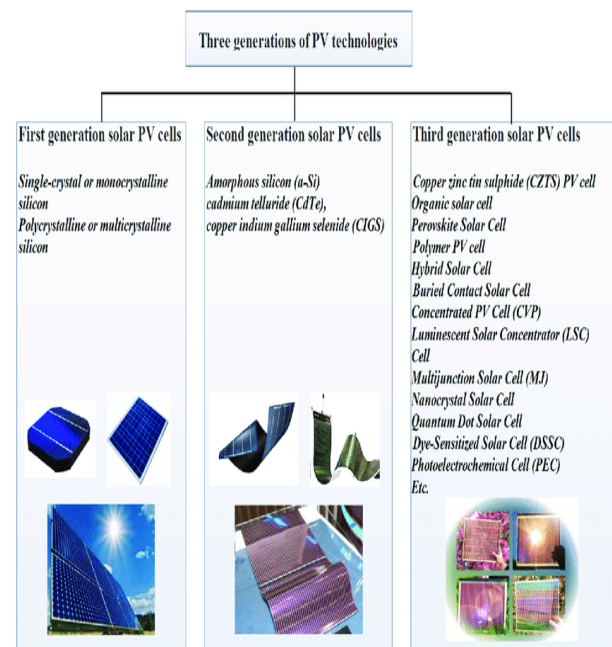 Three generations of PV technologies
First generation solar PV cells
Single-crystal or monocrystalline
silicon
Polycrystalline or multicrystalline
silicon
Second generation solar PV cells
Amorphous silicon (a-Si)
cadmium telluride (CdTe),
copper indium gallium selenide (CIGS)
Third generation solar PV cells
Copper zinc tin sulphide (CZTS) PV cell
Organic solar cell
Perovskite Solar Cell
Polymer PV cell
Hybrid Solar Cell
Buried Contact Solar Cell
Concentrated PV Cell (CVP)
Luminescent Solar Concentrator (LSC)
Cell
Multijunction Solar Cell (MJ)
Nanocrystal Solar Cell
Quantum Dot Solar Cell
Dye-Sensitized Solar Cell (DSSC)
Photoelectrochemical Cell (PEC)
Etc.